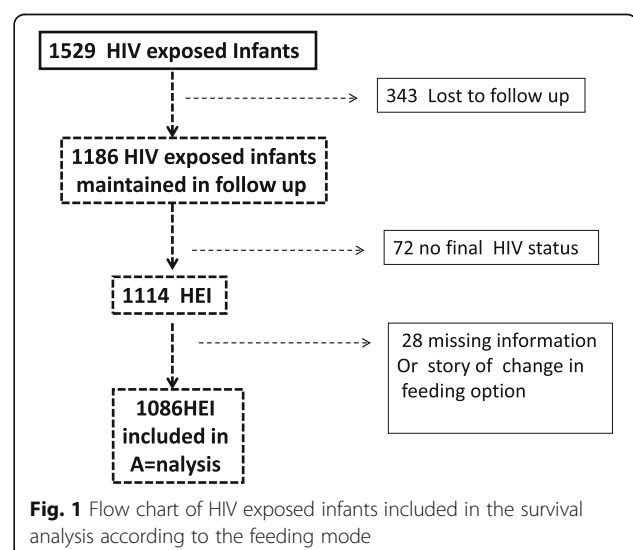 1529 HIV exposed Infants
343 Lost to follow up
1186 HIV exposed infants
maintained in follow up
72 no final HIV status
1114 HEI
28 missing information
Or story of change in
feeding option
1086HEI
included in
A=nalysis
Fig. 1 Flow chart of HIV exposed infants included in the survival
analysis according to the feeding mode